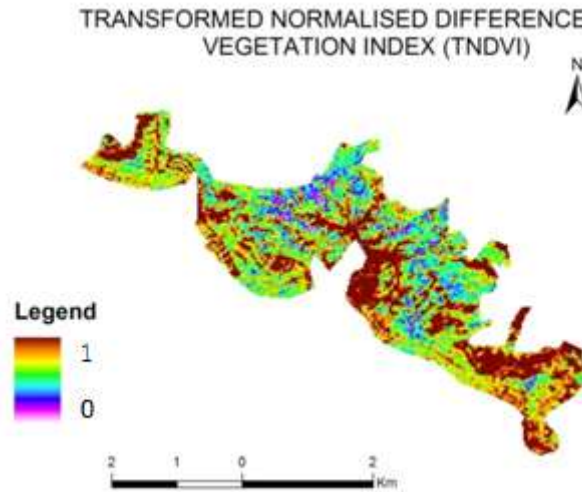 TRANSFORMED NORMALISED DIFFERENCE
VEGETATION INDEX (TNDVI)
N
Legend
1
0
2 1 0 2
Km